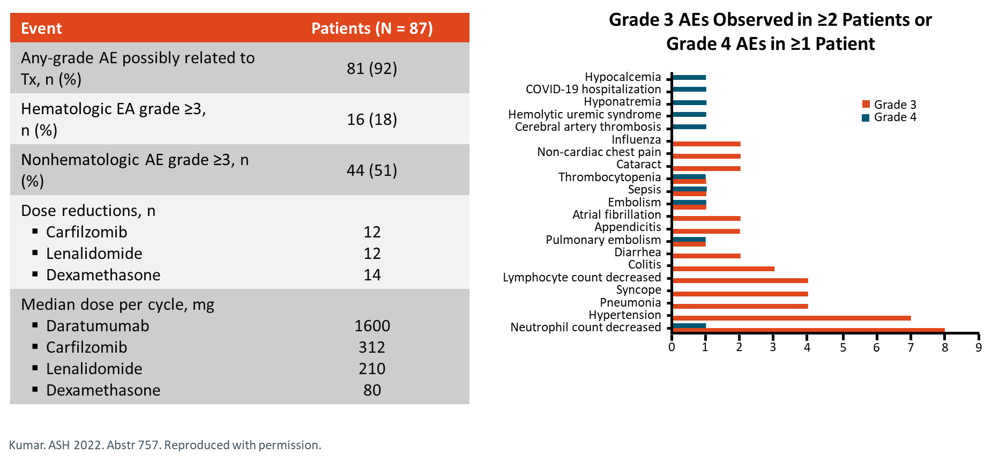 Event Patients (N = 87)
Any-grade AE possibly related to
Tx, n (%)
81 (92)
Hematologic EA grade ≥3,
n (%)
16 (18)
Nonhematologic AE grade ≥3, n
(%)
44 (51)
Dose reductions, n
▪ Carfilzomib 12
▪ Lenalidomide 12
▪ Dexamethasone 14
Median dose per cycle, mg
▪ Daratumumab 1600
▪ Carfilzomib 312
▪ Lenalidomide 210
▪ Dexamethasone 80
Grade 3 AEs Observed in ≥2 Patients or
Grade 4 AEs in ≥1 Patient
Hypocalcemia
COVID-19 hospitalization
Hyponatremia
Hemolytic uremic syndrome
Cerebral artery thrombosis
Influenza
Non-cardiac chest pain
Cataract
Thrombocytopenia
Sepsis
Embolism
Atrial fibrillation
Appendicitis
Pulmonary embolism
Diarrhea
Colitis
Lymphocyte count decreased
Syncope
Pneumonia
Hypertension
Neutrophil count decreased
0 1 2 3 4 5 6 7 8 9
Grade 3
Grade 4
Kumar. ASH 2022. Abstr 757. Reproduced with permission.